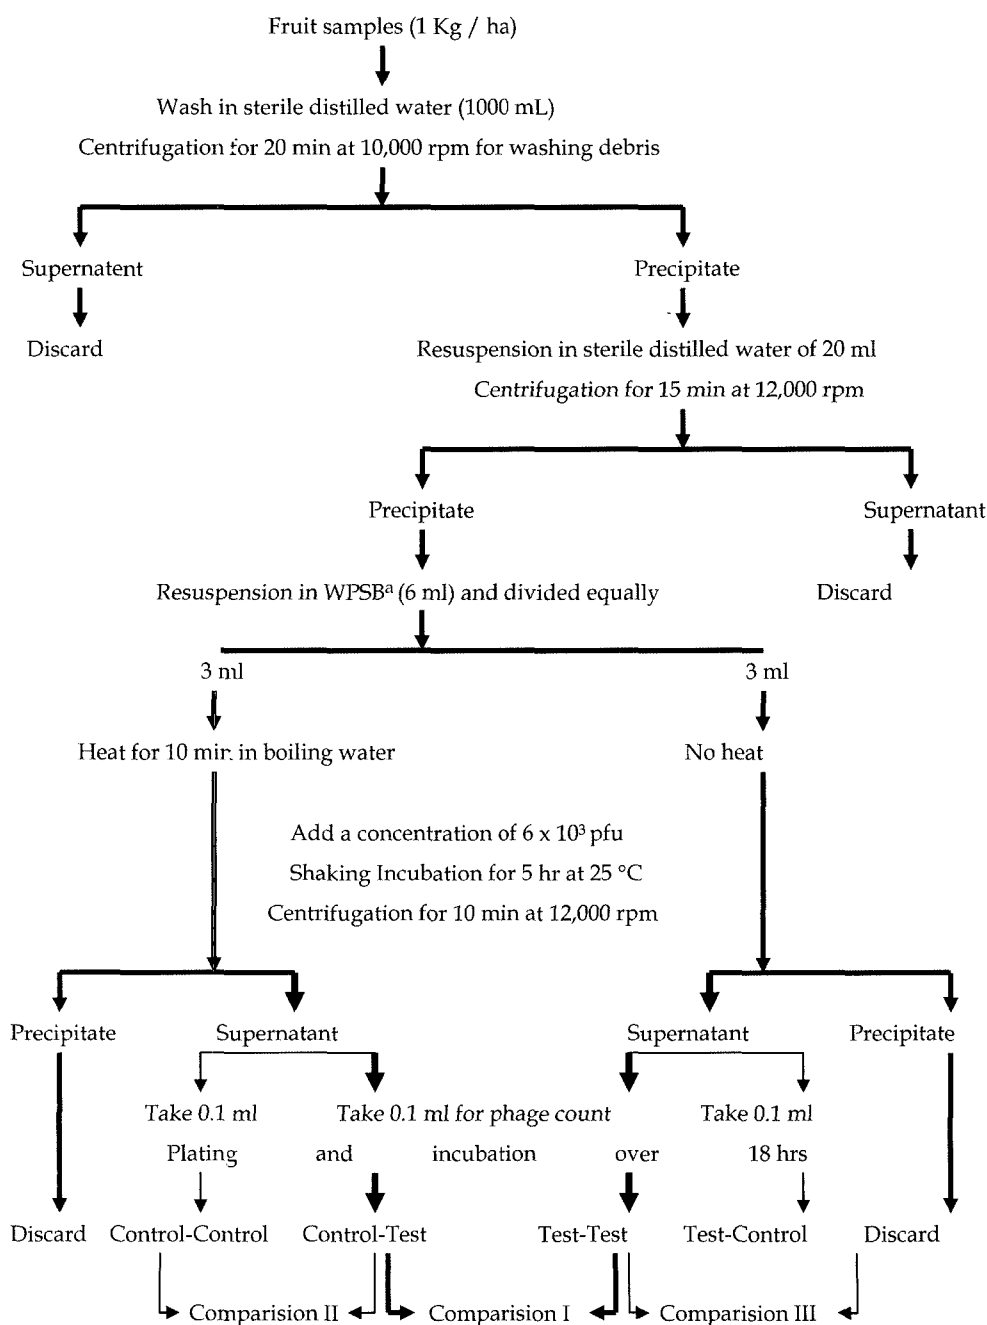 Fruit samples (1 Kg / ha)
Wash in sterile distilled water (1000 mL)
Centrifugation for 20 min at 10,000 rpm for washing debris
Supernatent Precipitate
Discard Resuspension in sterile distilled water of 20 ml
Centrifugation for 15 min at 12,000 rpm
Precipitate Supernatant
Resuspension in WPSBᵃ (6 ml) and divided equally Discard
3 ml 3 ml
Heat for 10 min in boiling water No heat
Add a concentration of 6 x 10³ pfu
Shaking Incubation for 5 hr at 25 °C
Centrifugation for 10 min at 12,000 rpm
Precipitate Supernatant Supernatant Precipitate
Take 0.1 ml Take 0.1 ml for phage count Take 0.1 ml
Plating and incubation over 18 hrs
Discard Control-Control Control-Test Test-Test Test-Control Discard
Comparision II Comparision I Comparision III